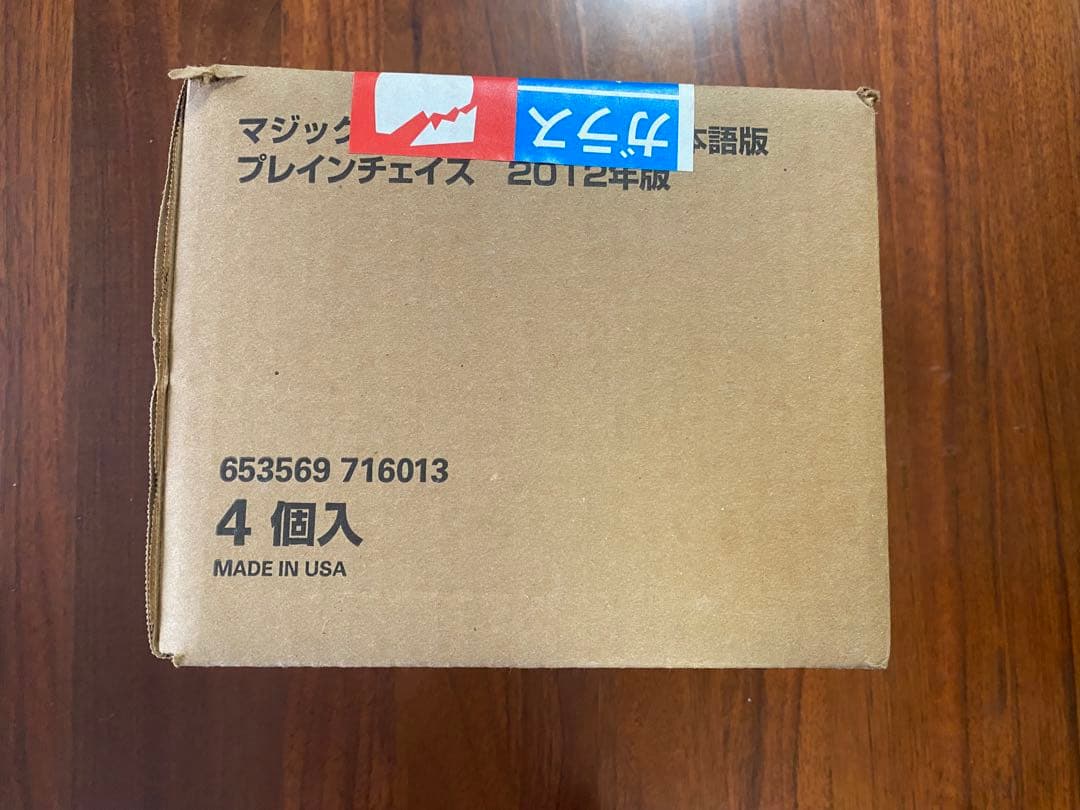 マジック 本語版
プレインチェイス 2012年版
ガラス
653569 716013
4 個入
MADE IN USA